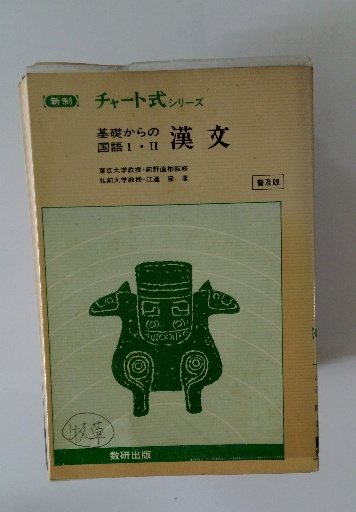 新制 チャート式シリーズ
基礎からの
国語Ⅰ・Ⅱ 漢文
東京大学教授・前野直彬監修
弘前大学教授・江連 隆 著
普及版
牧草
数研出版